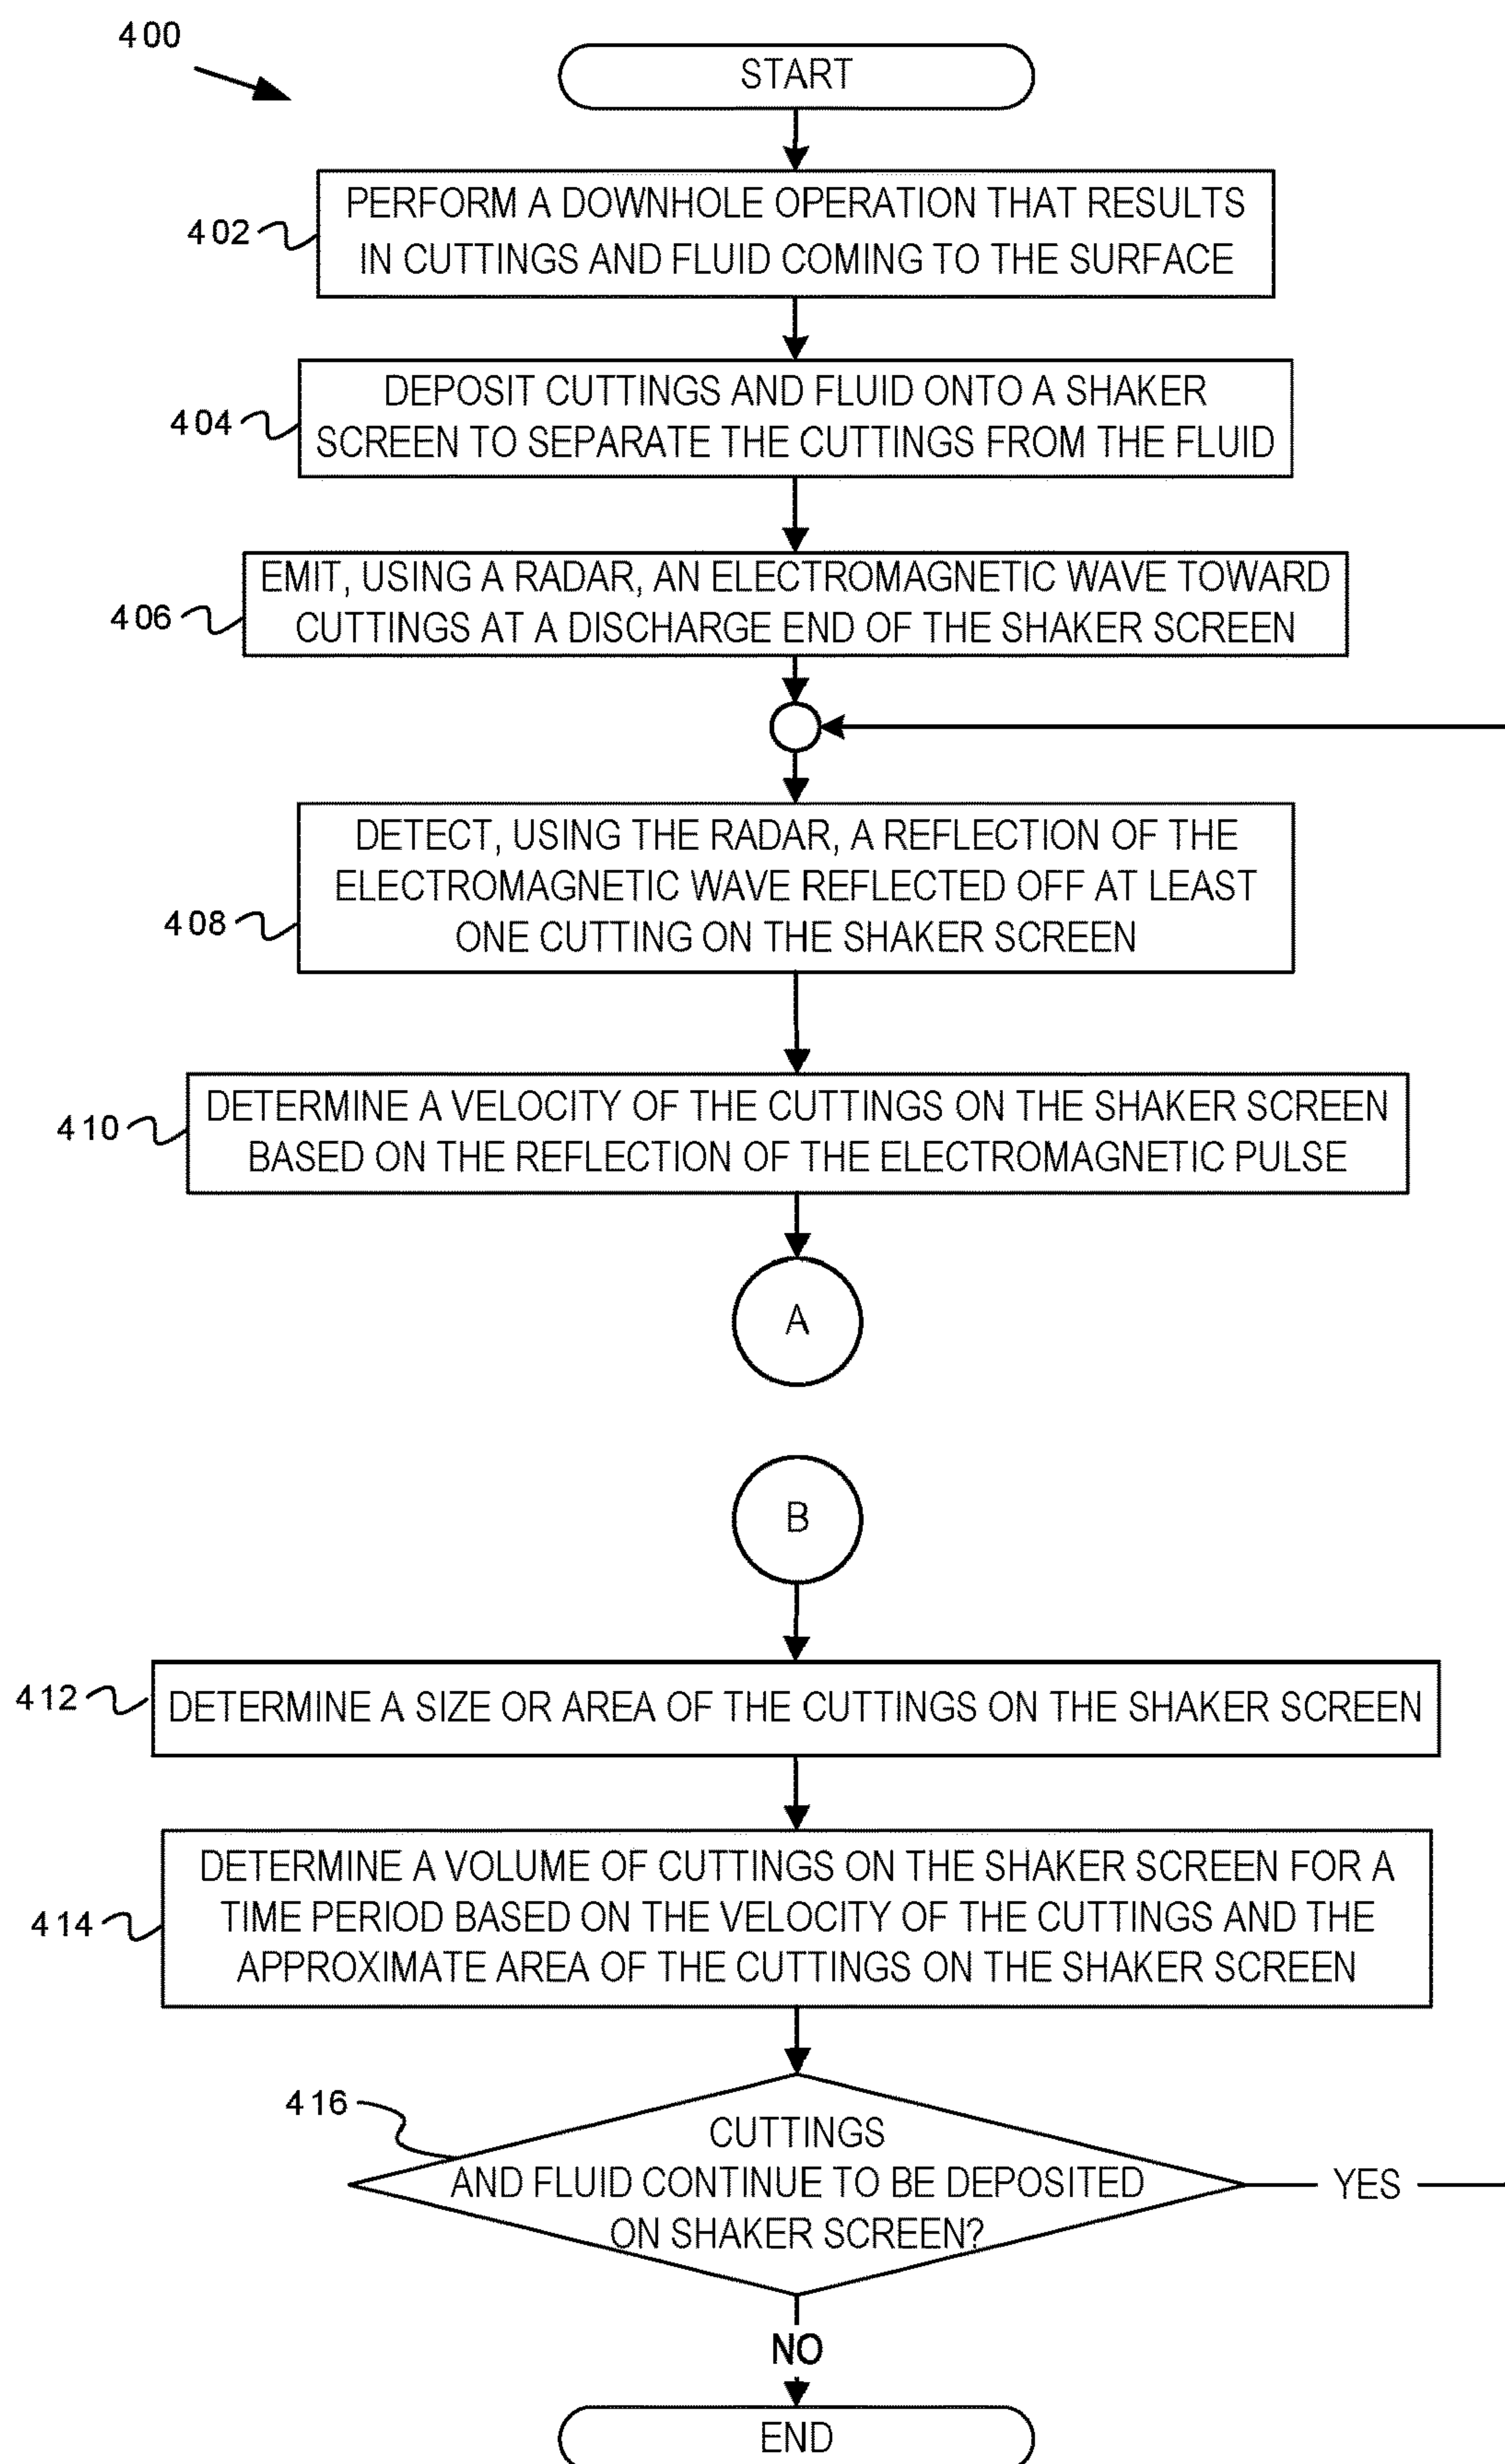 400
START
402
PERFORM A DOWNHOLE OPERATION THAT RESULTS
IN CUTTINGS AND FLUID COMING TO THE SURFACE
404
DEPOSIT CUTTINGS AND FLUID ONTO A SHAKER
SCREEN TO SEPARATE THE CUTTINGS FROM THE FLUID
406
EMIT, USING A RADAR, AN ELECTROMAGNETIC WAVE TOWARD
CUTTINGS AT A DISCHARGE END OF THE SHAKER SCREEN
408
DETECT, USING THE RADAR, A REFLECTION OF THE
ELECTROMAGNETIC WAVE REFLECTED OFF AT LEAST
ONE CUTTING ON THE SHAKER SCREEN
410
DETERMINE A VELOCITY OF THE CUTTINGS ON THE SHAKER SCREEN
BASED ON THE REFLECTION OF THE ELECTROMAGNETIC PULSE
A
B
412
DETERMINE A SIZE OR AREA OF THE CUTTINGS ON THE SHAKER SCREEN
414
DETERMINE A VOLUME OF CUTTINGS ON THE SHAKER SCREEN FOR A
TIME PERIOD BASED ON THE VELOCITY OF THE CUTTINGS AND THE
APPROXIMATE AREA OF THE CUTTINGS ON THE SHAKER SCREEN
416
CUTTINGS
AND FLUID CONTINUE TO BE DEPOSITED
ON SHAKER SCREEN?
YES
NO
END